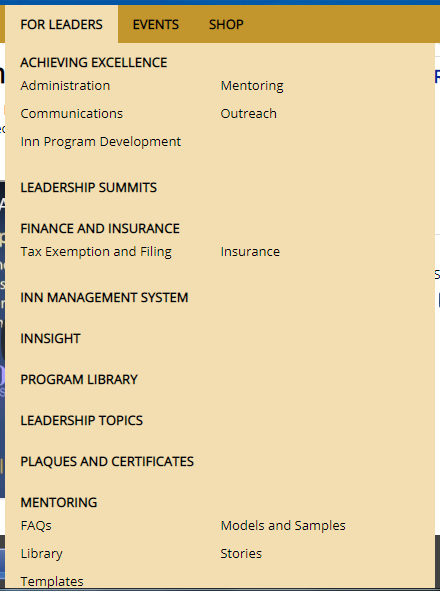 FOR LEADERS EVENTS SHOP
ACHIEVING EXCELLENCE
Administration Mentoring
Communications Outreach
Inn Program Development
LEADERSHIP SUMMITS
FINANCE AND INSURANCE
Tax Exemption and Filing Insurance
INN MANAGEMENT SYSTEM
INNSIGHT
PROGRAM LIBRARY
LEADERSHIP TOPICS
PLAQUES AND CERTIFICATES
MENTORING
FAQs Models and Samples
Library Stories
Templates